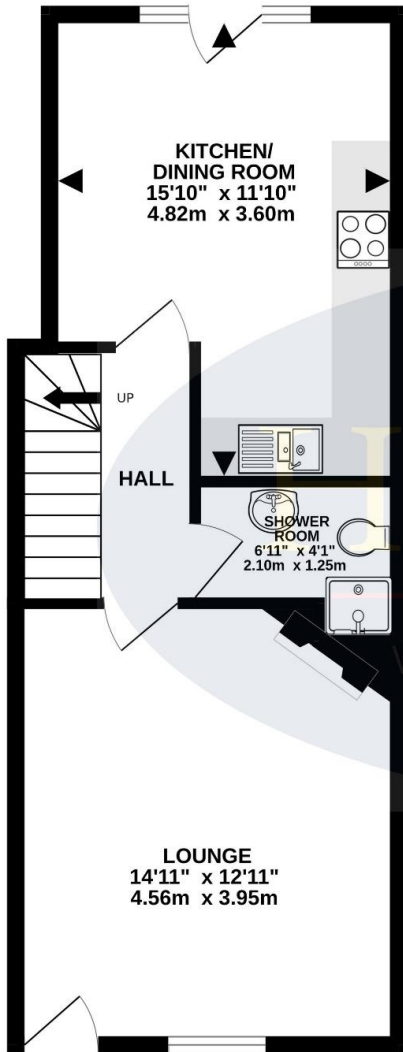 KITCHEN/
DINING ROOM
15'10" x 11'10"
4.82m x 3.60m
UP
HALL
SHOWER
ROOM
6'11" x 4'1"
2.10m x 1.25m
H
LOUNGE
14'11" x 12'11"
4.56m x 3.95m